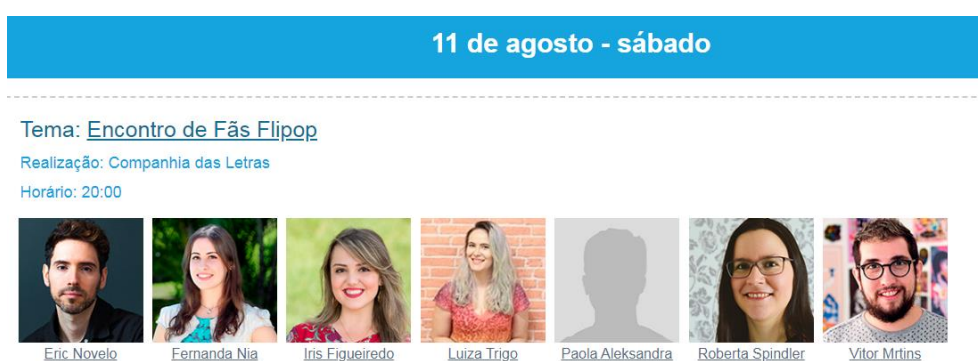 11 de agosto - sábado
Tema: Encontro de Fãs Flipop
Realização: Companhia das Letras
Horário: 20:00
Eric Novelo Fernanda Nia Iris Figueiredo Luiza Trigo Paola Aleksandra Roberta Spindler Vitor Mrtins